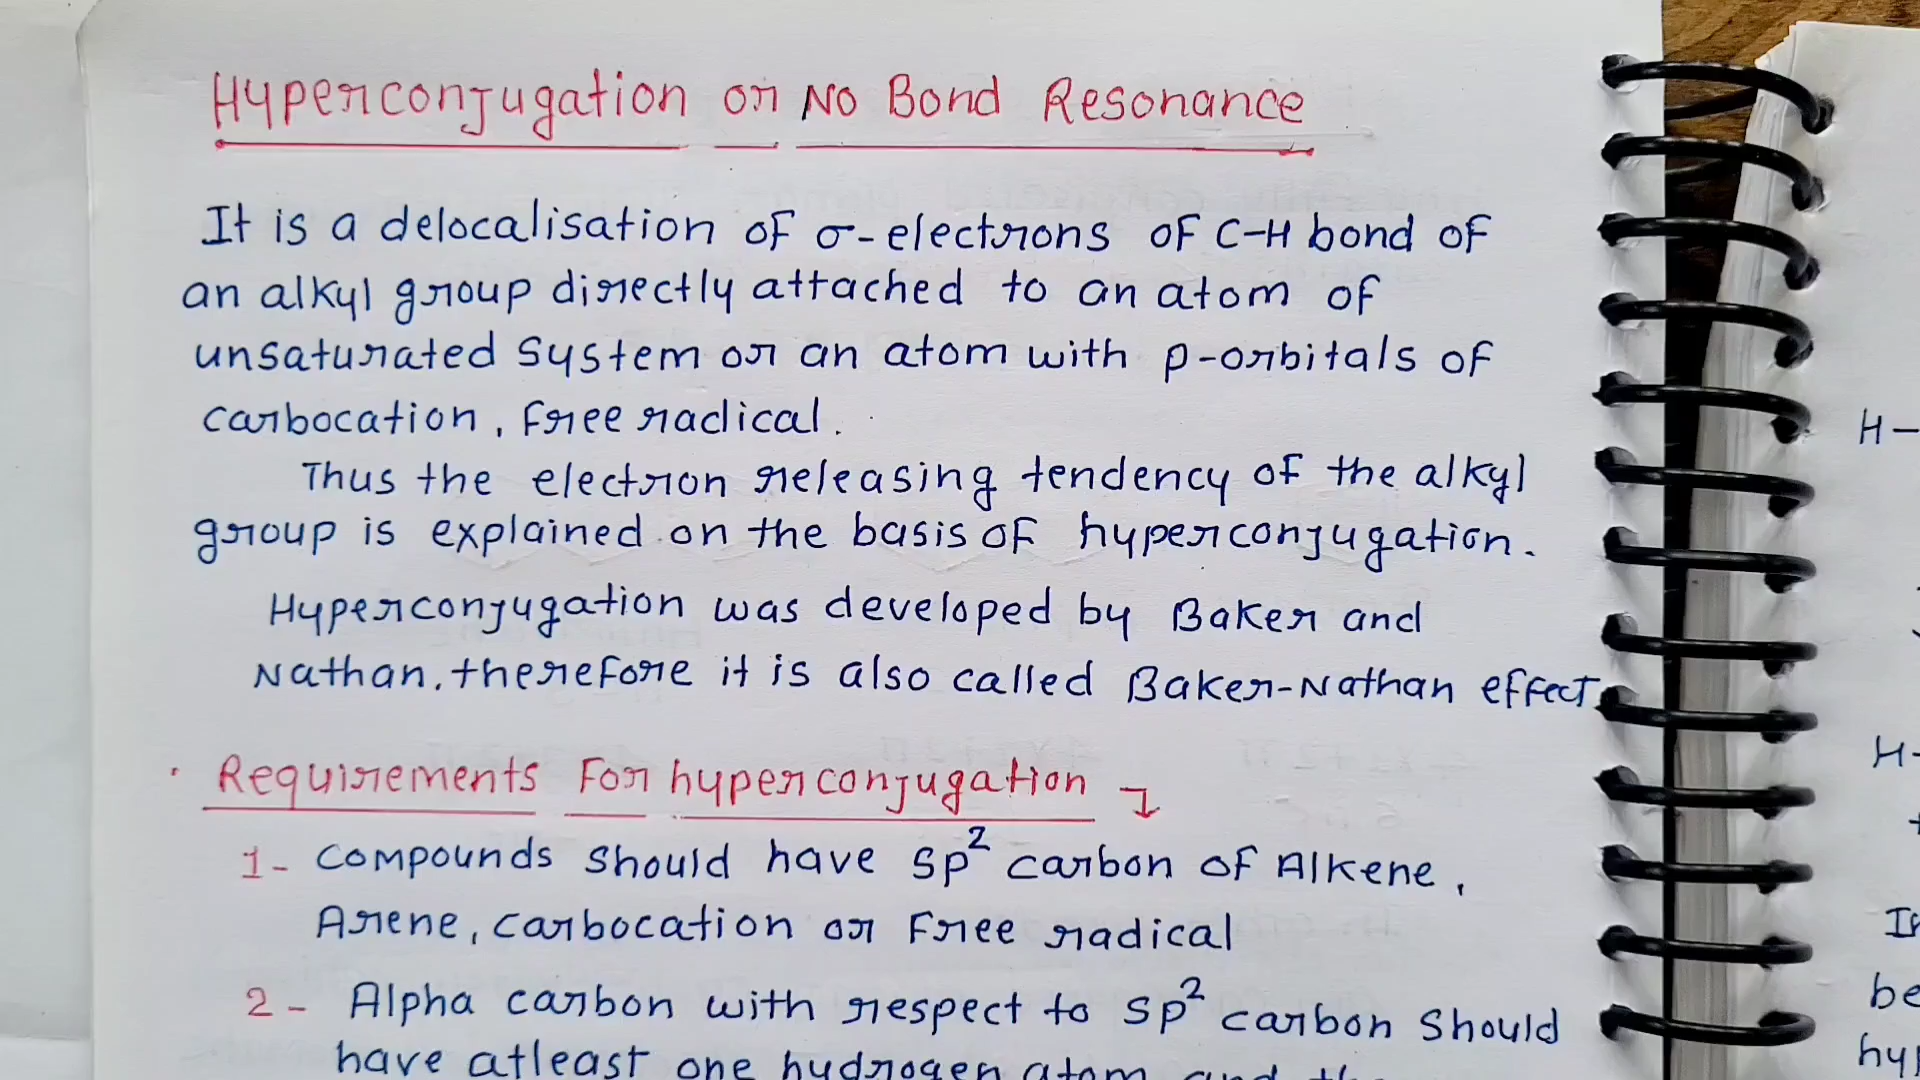 Hyperconjugation or No Bond Resonance
It is a delocalisation of σ-electrons of C-H bond of
an alkyl group directly attached to an atom of
unsaturated system or an atom with p-orbitals of
carbocation, free radical.
Thus the electron releasing tendency of the alkyl
group is explained on the basis of hyperconjugation.
Hyperconjugation was developed by Baker and
Nathan. therefore it is also called Baker-Nathan effect.
• Requirements for hyperconjugation ↴
1- Compounds should have sp² carbon of Alkene,
Arene, carbocation or Free radical
2- Alpha carbon with respect to sp² carbon should
have atleast one hydrogen atom and
H-
H-
+
be